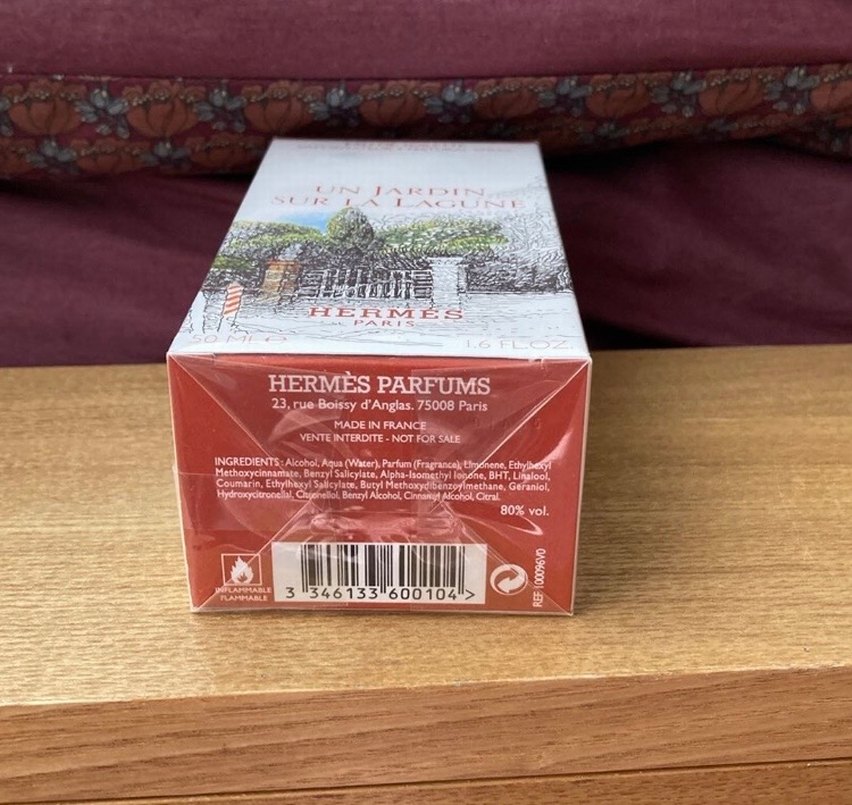 UN JARDIN
SUR LA LAGUNE
HERMÈS
PARIS
50 ML ℮
1.6 FL.OZ.
HERMÈS PARFUMS
23, rue Boissy d'Anglas. 75008 Paris
MADE IN FRANCE
VENTE INTERDITE - NOT FOR SALE
INGREDIENTS : Alcohol, Aqua (Water), Parfum (Fragrance), Limonene, Ethylhexyl
Methoxycinnamate, Benzyl Salicylate, Alpha-Isomethyl Ionone, BHT, Linalool,
Coumarin, Ethylhexyl Salicylate, Butyl Methoxydibenzoylmethane, Geraniol,
Hydroxycitronellal, Citronellol, Benzyl Alcohol, Cinnamyl Alcohol, Citral.
80% vol.
INFLAMMABLE
FLAMMABLE
3 346133 600104 >
REF 100096V0